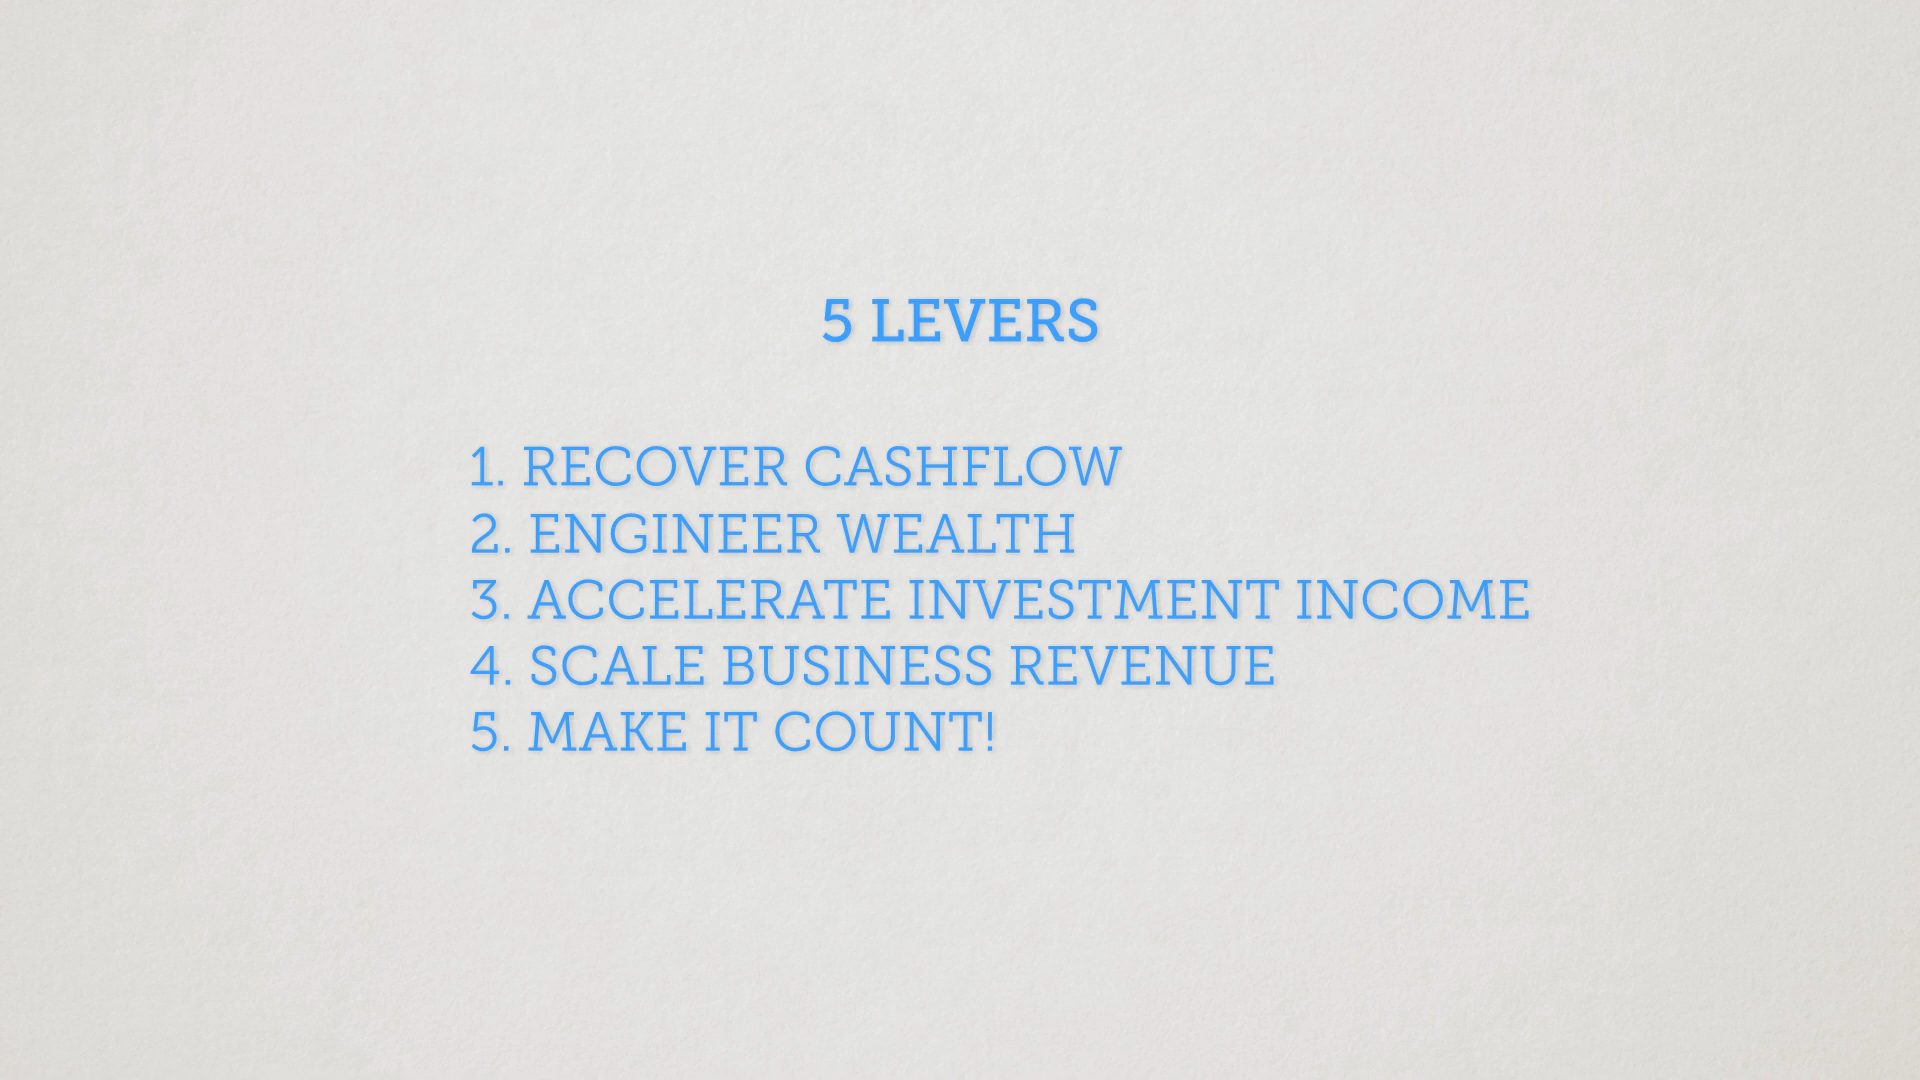 5 LEVERS
1. RECOVER CASHFLOW
2. ENGINEER WEALTH
3. ACCELERATE INVESTMENT INCOME
4. SCALE BUSINESS REVENUE
5. MAKE IT COUNT!